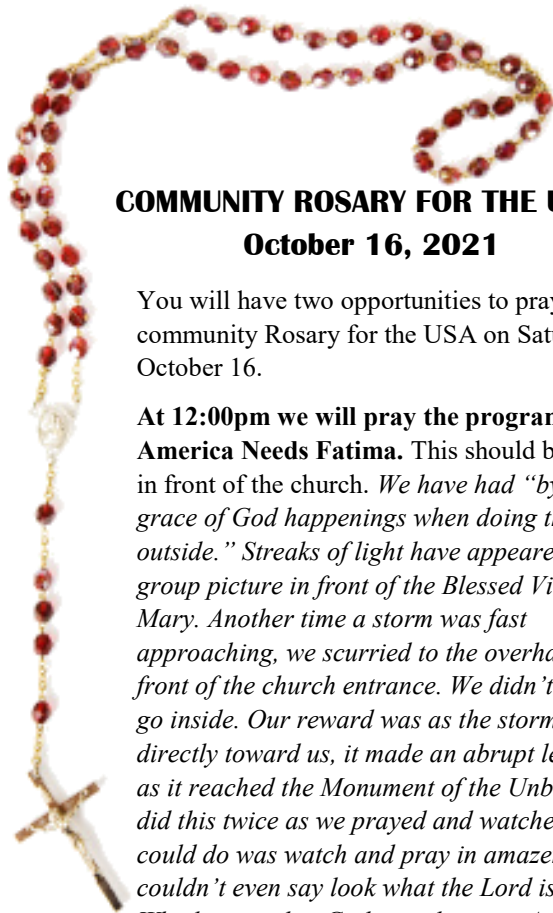 COMMUNITY ROSARY FOR THE U
October 16, 2021
You will have two opportunities to pray
community Rosary for the USA on Satu
October 16.
At 12:00pm we will pray the program
America Needs Fatima. This should b
in front of the church. We have had “by
grace of God happenings when doing th
outside.” Streaks of light have appeare
group picture in front of the Blessed Vi
Mary. Another time a storm was fast
approaching, we scurried to the overha
front of the church entrance. We didn’t
go inside. Our reward was as the storm
directly toward us, it made an abrupt le
as it reached the Monument of the Unb
did this twice as we prayed and watche
could do was watch and pray in amaze
couldn’t even say look what the Lord is